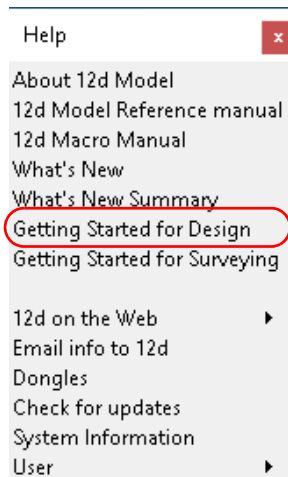 Help
x
About 12d Model
12d Model Reference manual
12d Macro Manual
What's New
What's New Summary
Getting Started for Design
Getting Started for Surveying
12d on the Web
Email info to 12d
Dongles
Check for updates
System Information
User